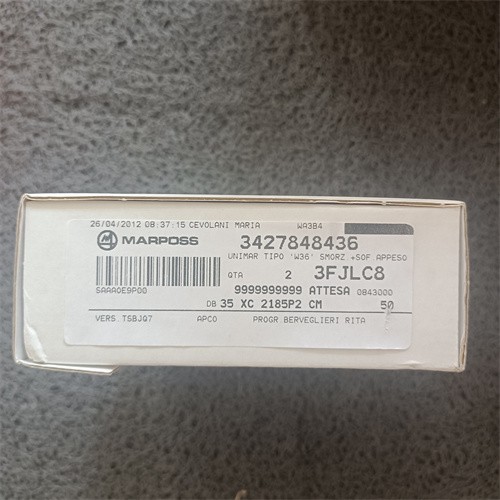 26/04/2012 08:37:15 CEVOLANI MARIA WA3B4
MARPOSS 3427848436
UNIMAR TIPO 'W36' SMORZ +SOF.APPESO
QTA 2 3FJLC8
SAAA0E9P00 9999999999 ATTESA 0843000
DB 35 XC 2185P2 CM 50
VERS TSBJQ7 APC0 PROGR BERVEGLIERI RITA